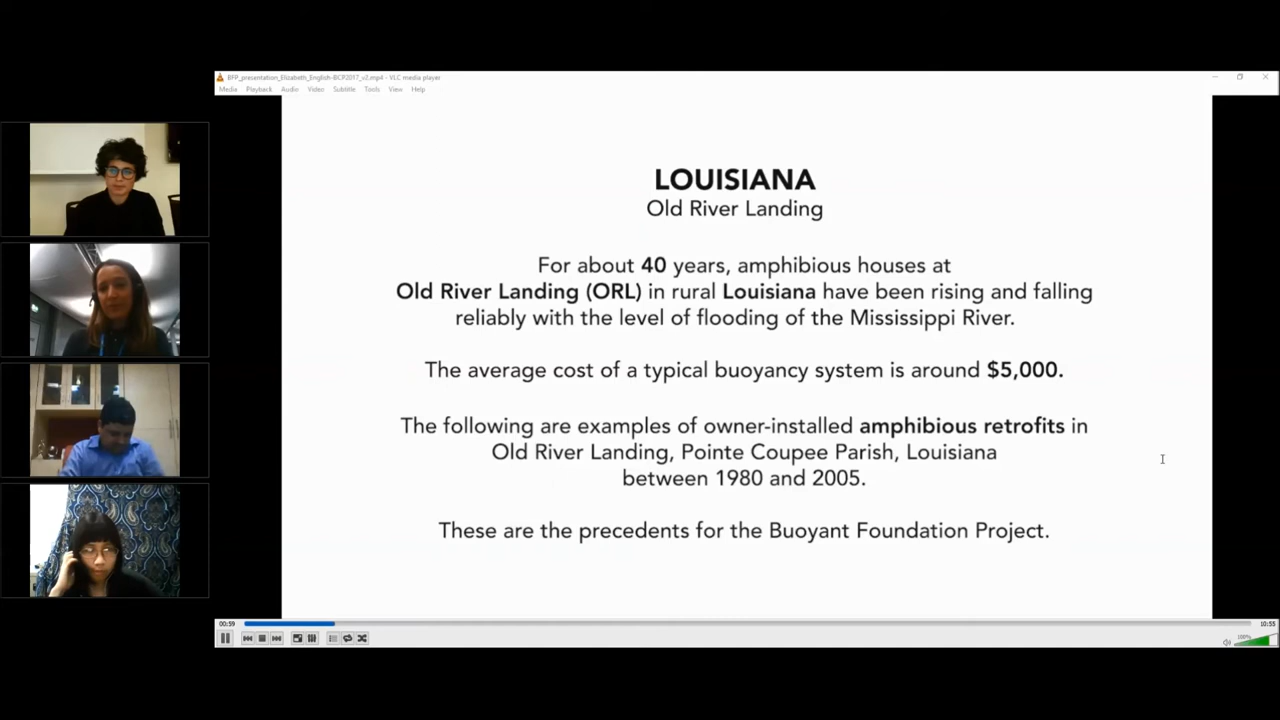 BFP_presentation_Elizabeth_English-BCP2017_v2.mp4 - VLC media player
Media Playback Audio Video Subtitle Tools View Help
LOUISIANA
Old River Landing
For about 40 years, amphibious houses at
Old River Landing (ORL) in rural Louisiana have been rising and falling
reliably with the level of flooding of the Mississippi River.
The average cost of a typical buoyancy system is around $5,000.
The following are examples of owner-installed amphibious retrofits in
Old River Landing, Pointe Coupee Parish, Louisiana
between 1980 and 2005.
These are the precedents for the Buoyant Foundation Project.
00:59 10:55
100%